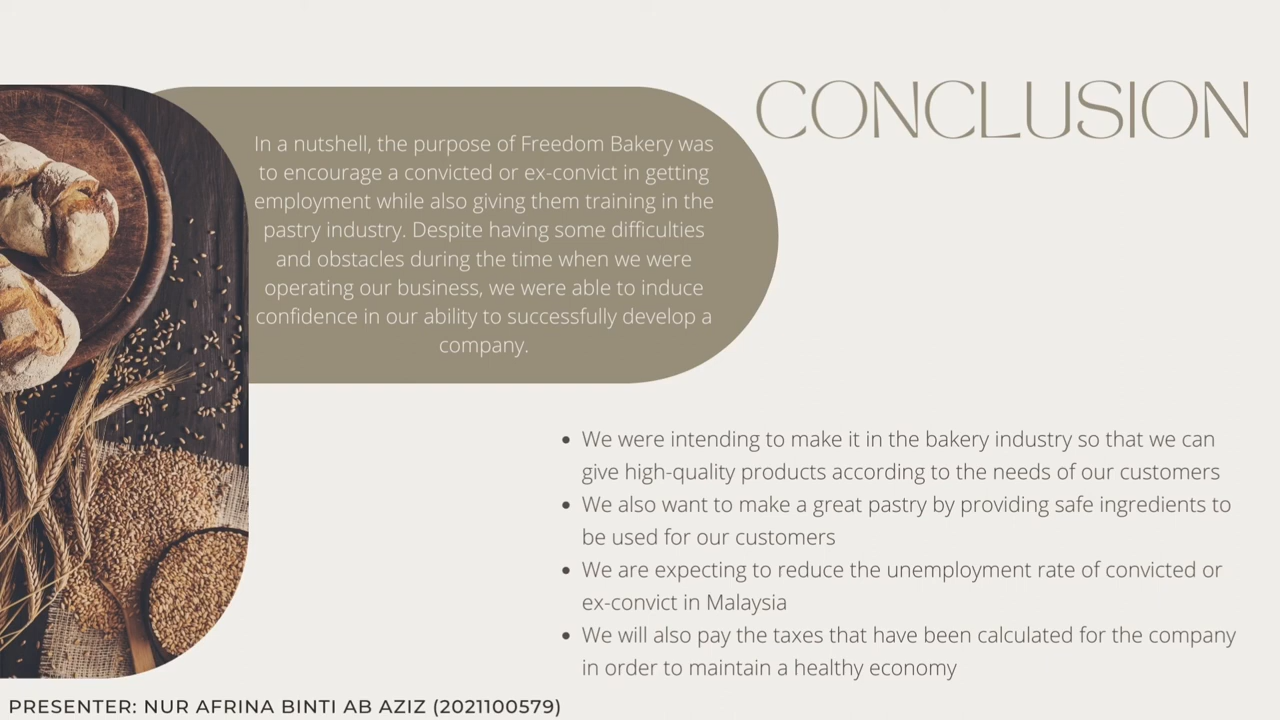 CONCLUSION
In a nutshell, the purpose of Freedom Bakery was
to encourage a convicted or ex-convict in getting
employment while also giving them training in the
pastry industry. Despite having some difficulties
and obstacles during the time when we were
operating our business, we were able to induce
confidence in our ability to successfully develop a
company.
• We were intending to make it in the bakery industry so that we can
give high-quality products according to the needs of our customers
• We also want to make a great pastry by providing safe ingredients to
be used for our customers
• We are expecting to reduce the unemployment rate of convicted or
ex-convict in Malaysia
• We will also pay the taxes that have been calculated for the company
in order to maintain a healthy economy
PRESENTER: NUR AFRINA BINTI AB AZIZ (2021100579)